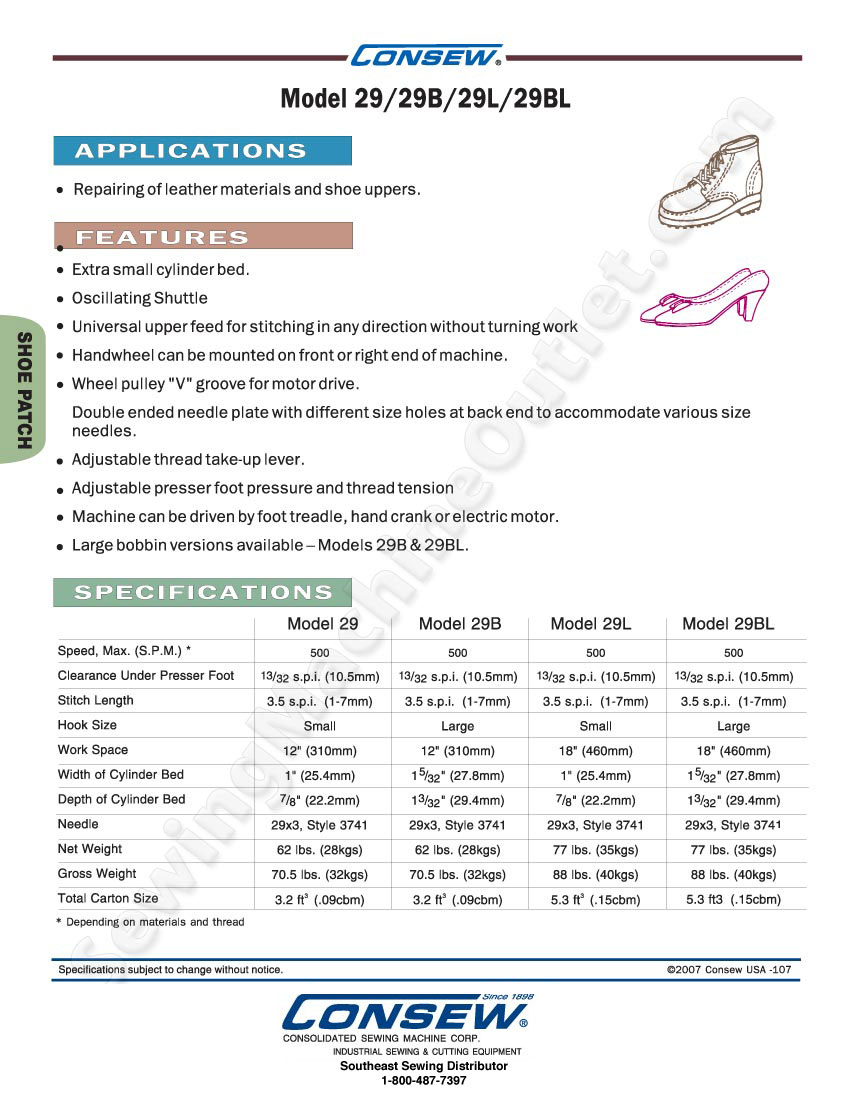 CONSEW®
Model 29/29B/29L/29BL
APPLICATIONS
• Repairing of leather materials and shoe uppers.
FEATURES
•
• Extra small cylinder bed.
• Oscillating Shuttle
• Universal upper feed for stitching in any direction without turning work
• Handwheel can be mounted on front or right end of machine.
• Wheel pulley "V" groove for motor drive.
Double ended needle plate with different size holes at back end to accommodate various size
needles.
• Adjustable thread take-up lever.
• Adjustable presser foot pressure and thread tension
• Machine can be driven by foot treadle, hand crank or electric motor.
• Large bobbin versions available – Models 29B & 29BL.
SHOE PATCH
SPECIFICATIONS
Model 29 Model 29B Model 29L Model 29BL
Speed, Max. (S.P.M.) * 500 500 500 500
Clearance Under Presser Foot 13/32 s.p.i. (10.5mm) 13/32 s.p.i. (10.5mm) 13/32 s.p.i. (10.5mm) 13/32 s.p.i. (10.5mm)
Stitch Length 3.5 s.p.i. (1-7mm) 3.5 s.p.i. (1-7mm) 3.5 s.p.i. (1-7mm) 3.5 s.p.i. (1-7mm)
Hook Size Small Large Small Large
Work Space 12" (310mm) 12" (310mm) 18" (460mm) 18" (460mm)
Width of Cylinder Bed 1" (25.4mm) 1 5/32" (27.8mm) 1" (25.4mm) 1 5/32" (27.8mm)
Depth of Cylinder Bed 7/8" (22.2mm) 1 3/32" (29.4mm) 7/8" (22.2mm) 1 3/32" (29.4mm)
Needle 29x3, Style 3741 29x3, Style 3741 29x3, Style 3741 29x3, Style 3741
Net Weight 62 lbs. (28kgs) 62 lbs. (28kgs) 77 lbs. (35kgs) 77 lbs. (35kgs)
Gross Weight 70.5 lbs. (32kgs) 70.5 lbs. (32kgs) 88 lbs. (40kgs) 88 lbs. (40kgs)
Total Carton Size 3.2 ft³ (.09cbm) 3.2 ft³ (.09cbm) 5.3 ft³ (.15cbm) 5.3 ft3 (.15cbm)
* Depending on materials and thread
SewingMachineOutlet.com
Specifications subject to change without notice. ©2007 Consew USA -107
Since 1898
CONSEW®
CONSOLIDATED SEWING MACHINE CORP.
INDUSTRIAL SEWING & CUTTING EQUIPMENT
Southeast Sewing Distributor
1-800-487-7397